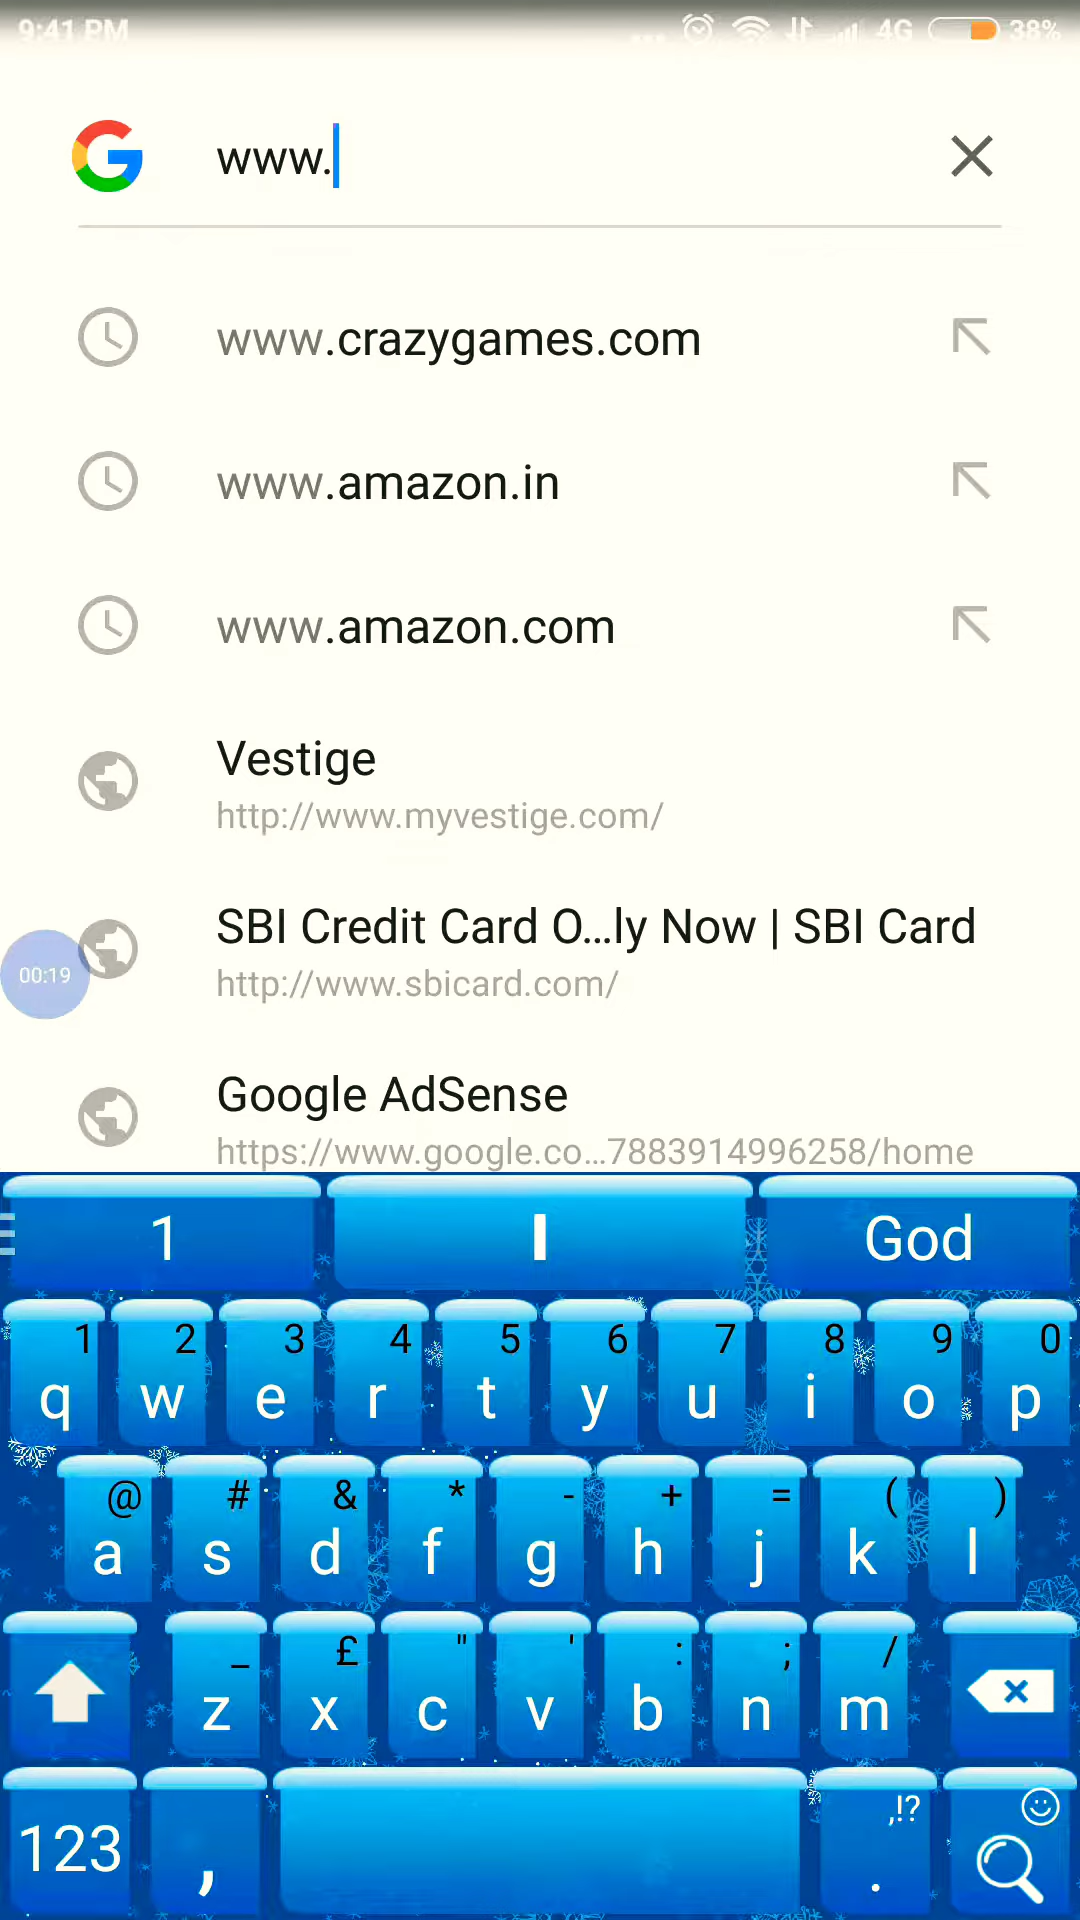 9:41 PM 4G 38%
www.
www.crazygames.com
www.amazon.in
www.amazon.com
Vestige
http://www.myvestige.com/
SBI Credit Card O...ly Now | SBI Card
http://www.sbicard.com/
00:19
Google AdSense
https://www.google.co...7883914996258/home
1 I God
1 2 3 4 5 6 7 8 9 0
q w e r t y u i o p
@ # & * - + = ( )
a s d f g h j k l
_ £ " ' : ; /
z x c v b n m
,!?
123 , .